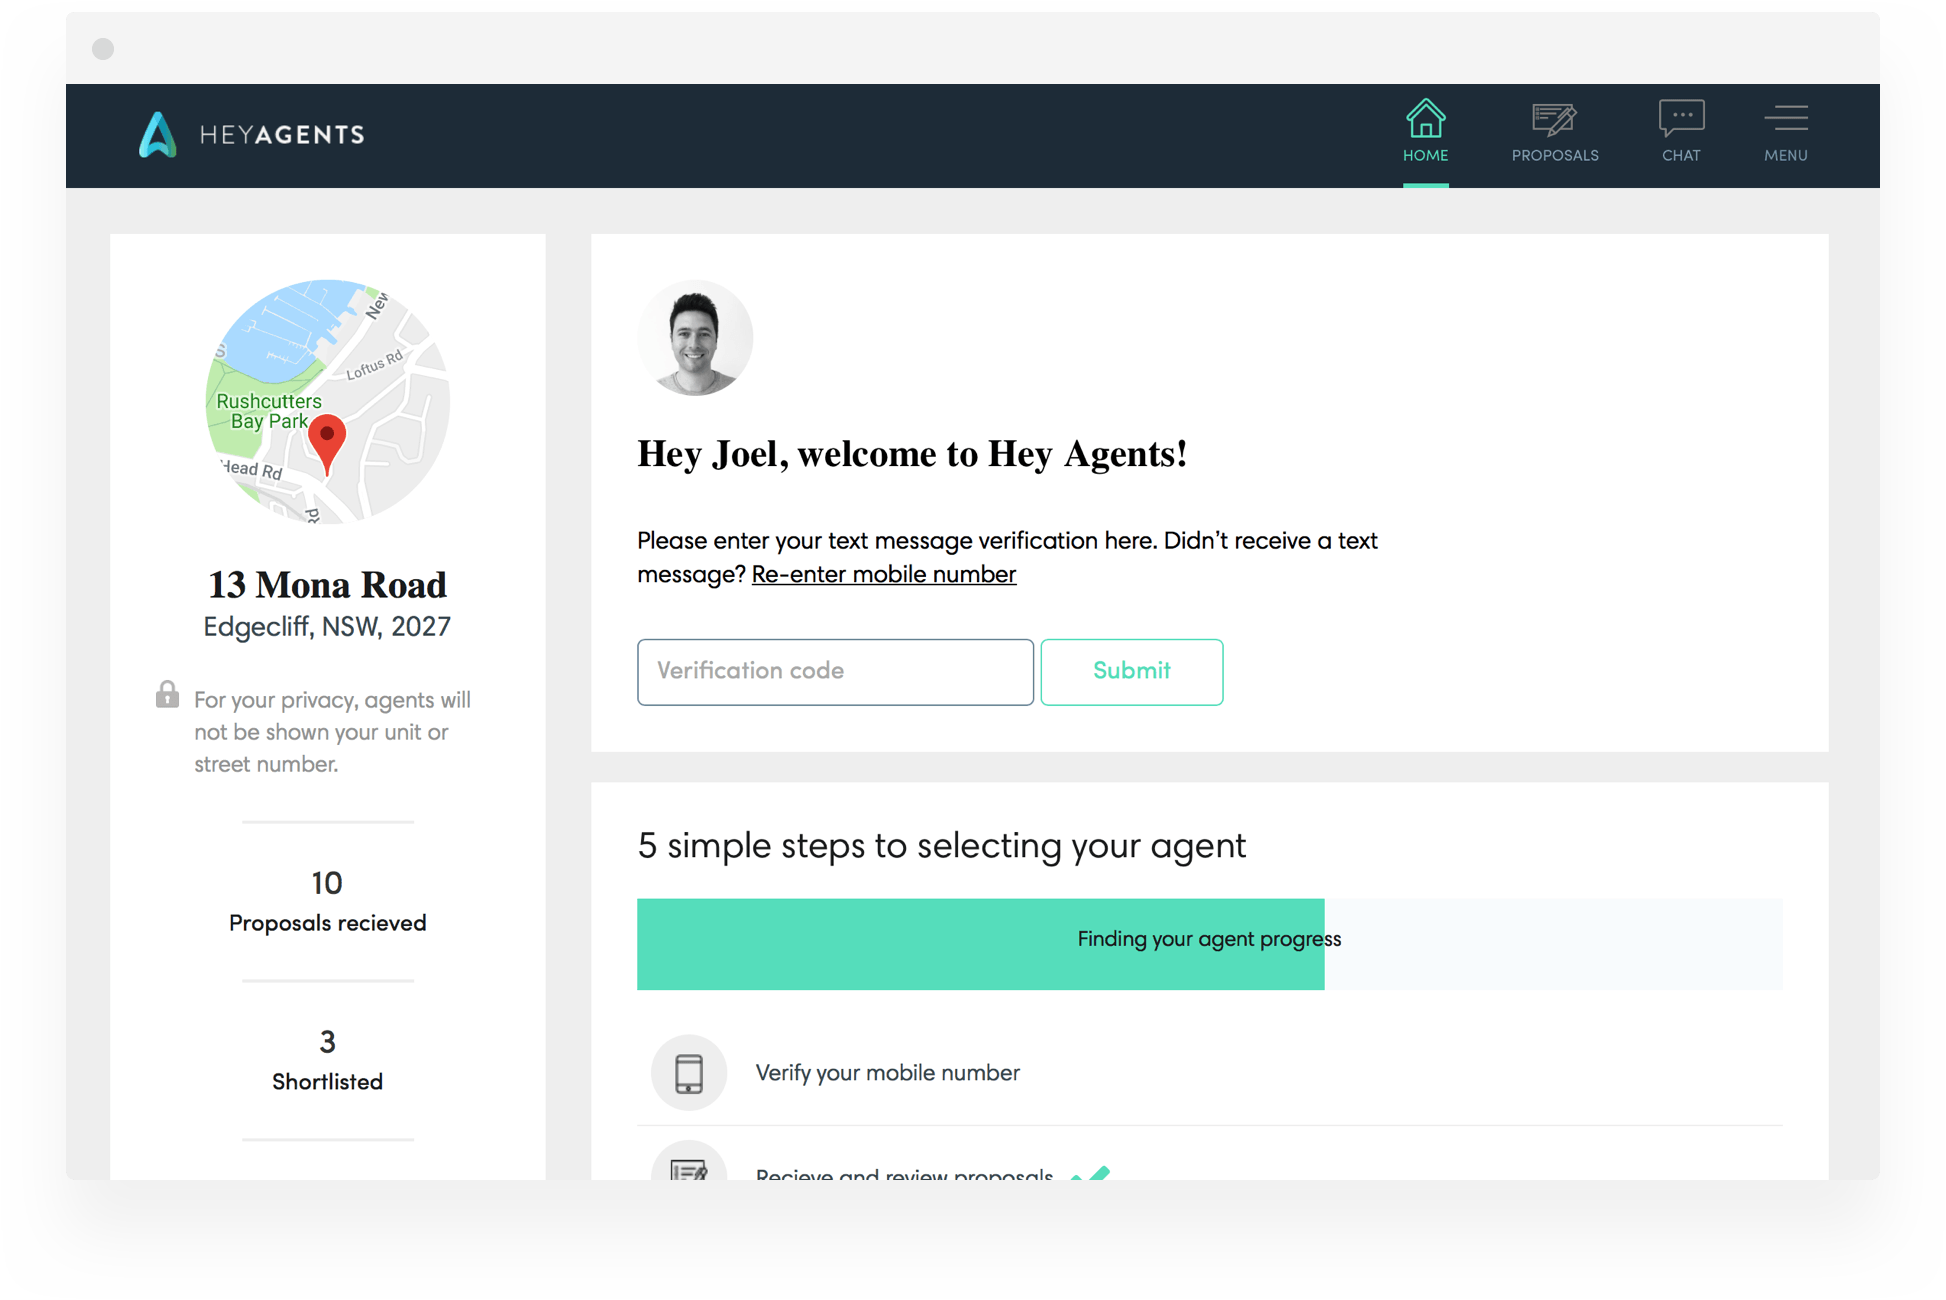 HEYAGENTS
HOME
PROPOSALS
CHAT
MENU
New
Loftus Rd
Rushcutters
Bay Park
Head Rd
Rd
13 Mona Road
Edgecliff, NSW, 2027
For your privacy, agents will
not be shown your unit or
street number.
10
Proposals recieved
3
Shortlisted
Hey Joel, welcome to Hey Agents!
Please enter your text message verification here. Didn’t receive a text
message? Re-enter mobile number
Verification code
Submit
5 simple steps to selecting your agent
Finding your agent progress
Verify your mobile number
Recieve and review proposals